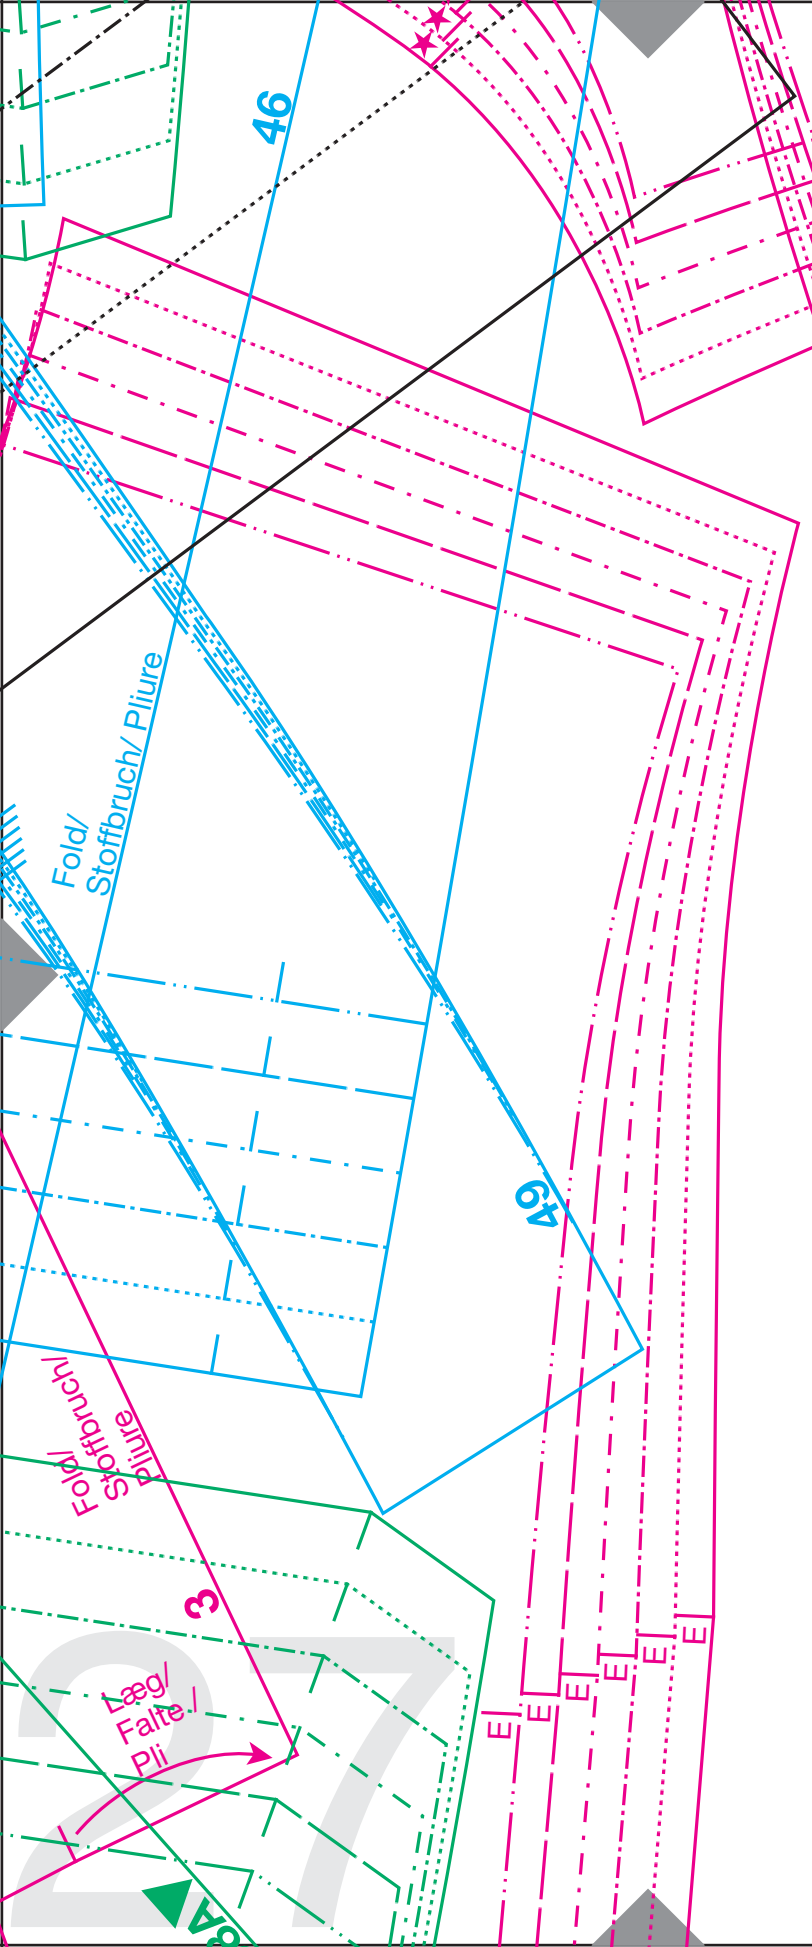 46
Fold/
Stoffbruch/ Pliure
49
Fold/
Stoffbruch/
Pliure
3
27
Læg/
Falte /
Pli
E
E
E
E
E
E